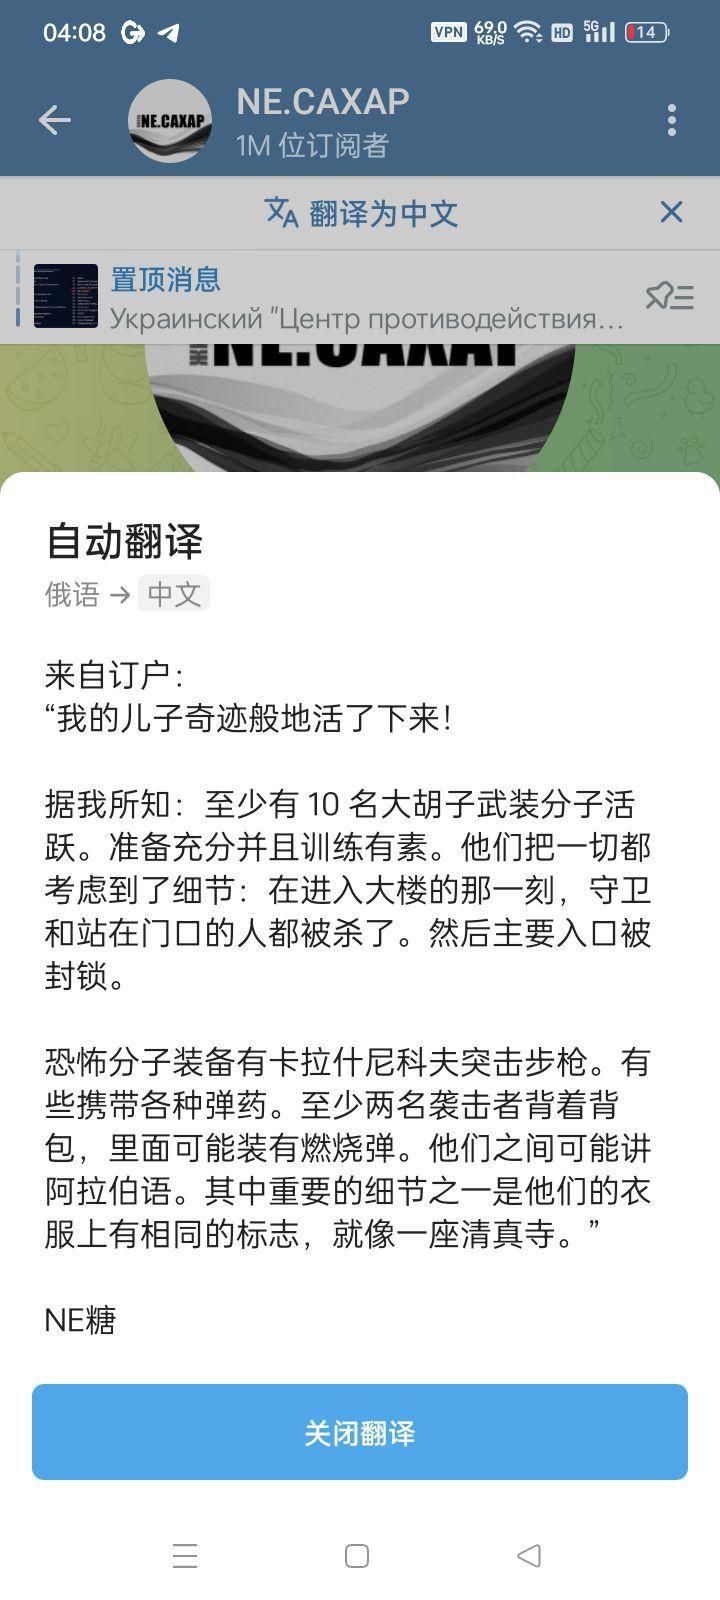 04:08
VPN 69.0 KB/S HD 5G 14
NE.CAXAP
NE.CAXAP
1M 位订阅者
翻译为中文
置顶消息
Украинский "Центр противодействия...
NE.CAXAP
自动翻译
俄语 → 中文
来自订户：
“我的儿子奇迹般地活了下来！
据我所知：至少有 10 名大胡子武装分子活
跃。准备充分并且训练有素。他们把一切都
考虑到了细节：在进入大楼的那一刻，守卫
和站在门口的人都被杀了。然后主要入口被
封锁。
恐怖分子装备有卡拉什尼科夫突击步枪。有
些携带各种弹药。至少两名袭击者背着背
包，里面可能装有燃烧弹。他们之间可能讲
阿拉伯语。其中重要的细节之一是他们的衣
服上有相同的标志，就像一座清真寺。”
NE糖
关闭翻译